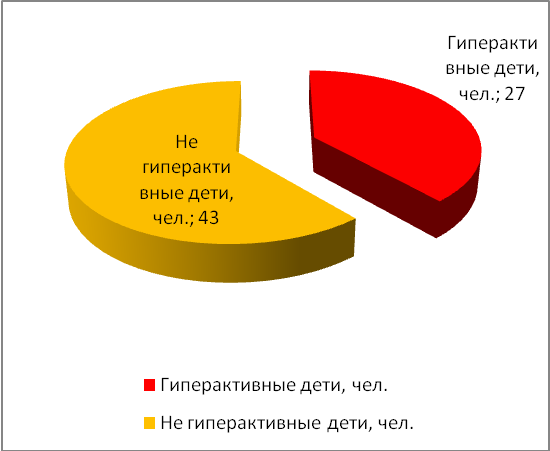 Гиперакти
вные дети,
чел.; 27
Не
гиперакти
вные дети,
чел.; 43
Гиперактивные дети, чел.
Не гиперактивные дети, чел.